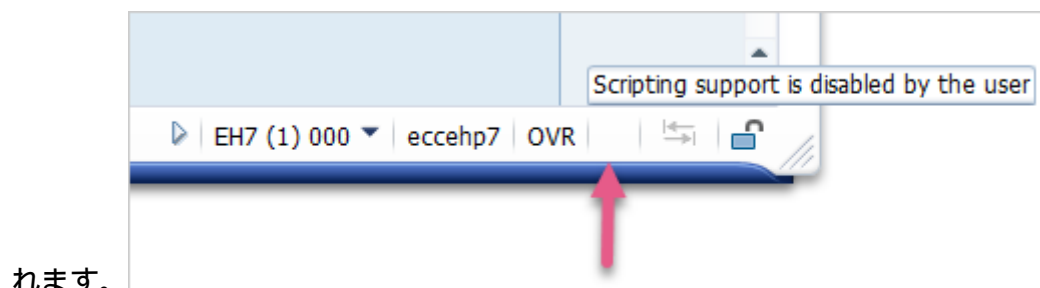 Scripting support is disabled by the user
EH7 (1) 000 eccehp7 OVR
れます。